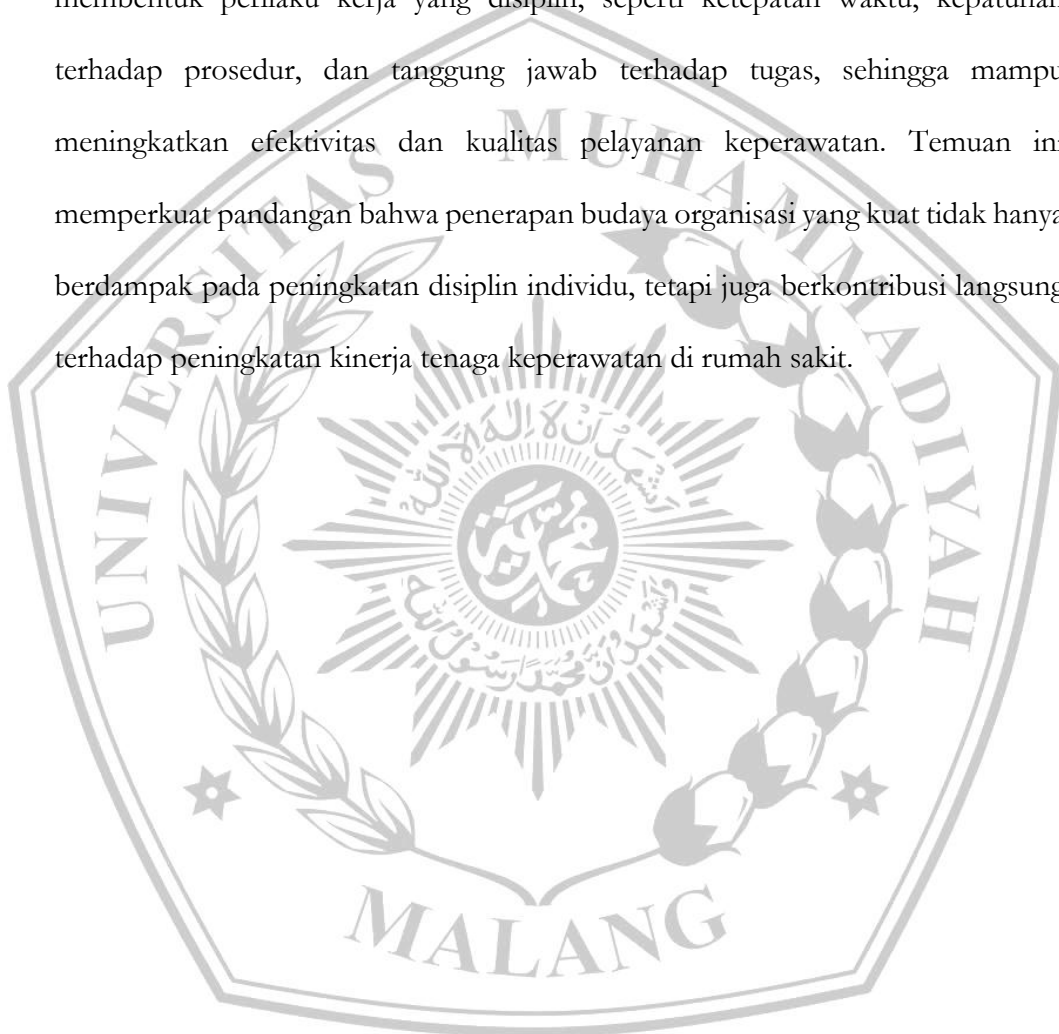 membentuk perilaku kerja yang disiplin, seperti ketepatan waktu, kepatuhan
terhadap prosedur, dan tanggung jawab terhadap tugas, sehingga mampu
meningkatkan efektivitas dan kualitas pelayanan keperawatan. Temuan ini
memperkuat pandangan bahwa penerapan budaya organisasi yang kuat tidak hanya
berdampak pada peningkatan disiplin individu, tetapi juga berkontribusi langsung
terhadap peningkatan kinerja tenaga keperawatan di rumah sakit.
UNIVERSITAS MUHAMMADIYAH
MALANG